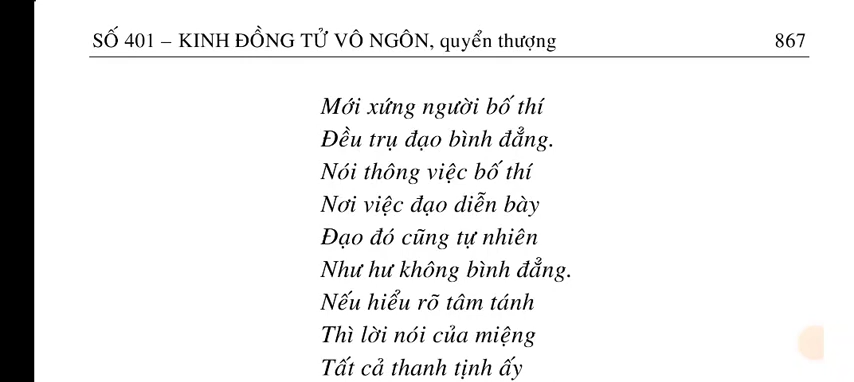 SỐ 401 – KINH ĐỒNG TỬ VÔ NGÔN, quyển thượng 867
Mới xứng người bố thí
Đều trụ đạo bình đẳng.
Nói thông việc bố thí
Nơi việc đạo diễn bày
Đạo đó cũng tự nhiên
Như hư không bình đẳng.
Nếu hiểu rõ tâm tánh
Thì lời nói của miệng
Tất cả thanh tịnh ấy